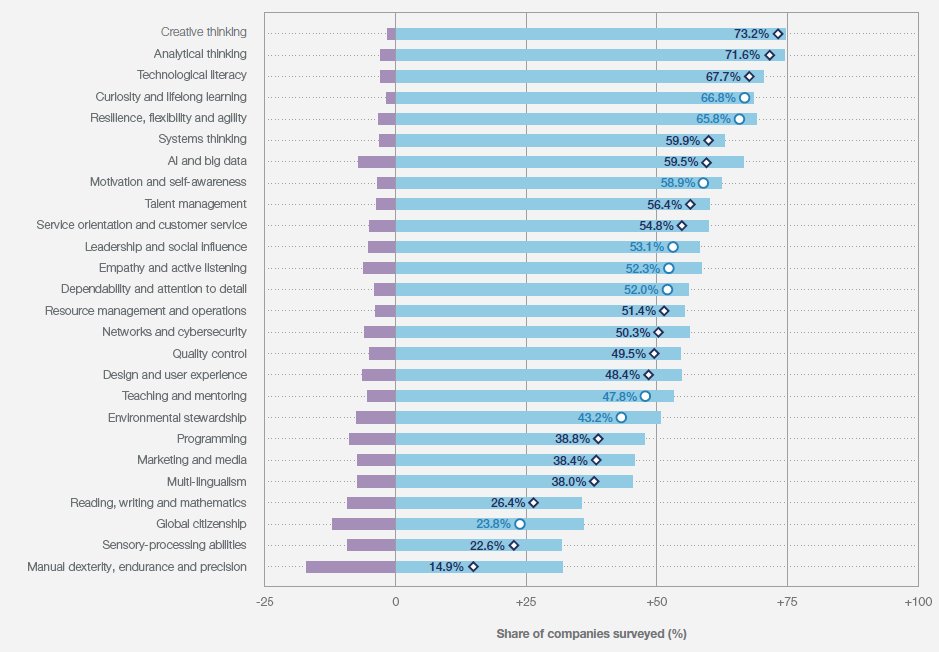 Creative thinking 73.2%
Analytical thinking 71.6%
Technological literacy 67.7%
Curiosity and lifelong learning 66.8%
Resilience, flexibility and agility 65.8%
Systems thinking 59.9%
AI and big data 59.5%
Motivation and self-awareness 58.9%
Talent management 56.4%
Service orientation and customer service 54.8%
Leadership and social influence 53.1%
Empathy and active listening 52.3%
Dependability and attention to detail 52.0%
Resource management and operations 51.4%
Networks and cybersecurity 50.3%
Quality control 49.5%
Design and user experience 48.4%
Teaching and mentoring 47.8%
Environmental stewardship 43.2%
Programming 38.8%
Marketing and media 38.4%
Multi-lingualism 38.0%
Reading, writing and mathematics 26.4%
Global citizenship 23.8%
Sensory-processing abilities 22.6%
Manual dexterity, endurance and precision 14.9%
-25 0 +25 +50 +75 +100
Share of companies surveyed (%)